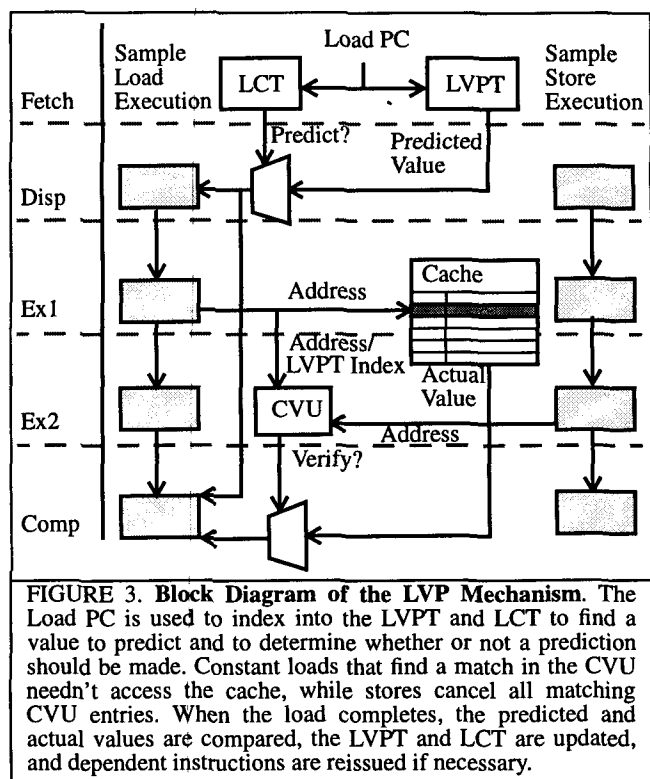 Load PC
Sample
Load
Execution
LCT
LVPT
Sample
Store
Execution
Fetch
Predict?
Predicted
Value
Disp
Cache
Ex1
Address
Address/
LVPT Index
Actual
Value
CVU
Ex2
Address
Verify?
Comp
FIGURE 3. Block Diagram of the LVP Mechanism. The
Load PC is used to index into the LVPT and LCT to find a
value to predict and to determine whether or not a prediction
should be made. Constant loads that find a match in the CVU
needn't access the cache, while stores cancel all matching
CVU entries. When the load completes, the predicted and
actual values are compared, the LVPT and LCT are updated,
and dependent instructions are reissued if necessary.